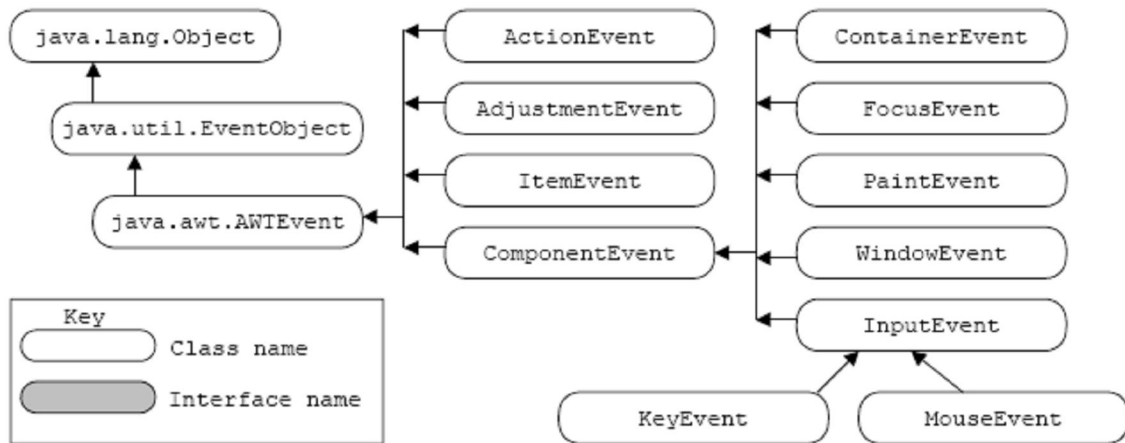 java.lang.Object
java.util.EventObject
java.awt.AWTEvent
ActionEvent
AdjustmentEvent
ItemEvent
ComponentEvent
ContainerEvent
FocusEvent
PaintEvent
WindowEvent
InputEvent
KeyEvent
MouseEvent
Key
Class name
Interface name